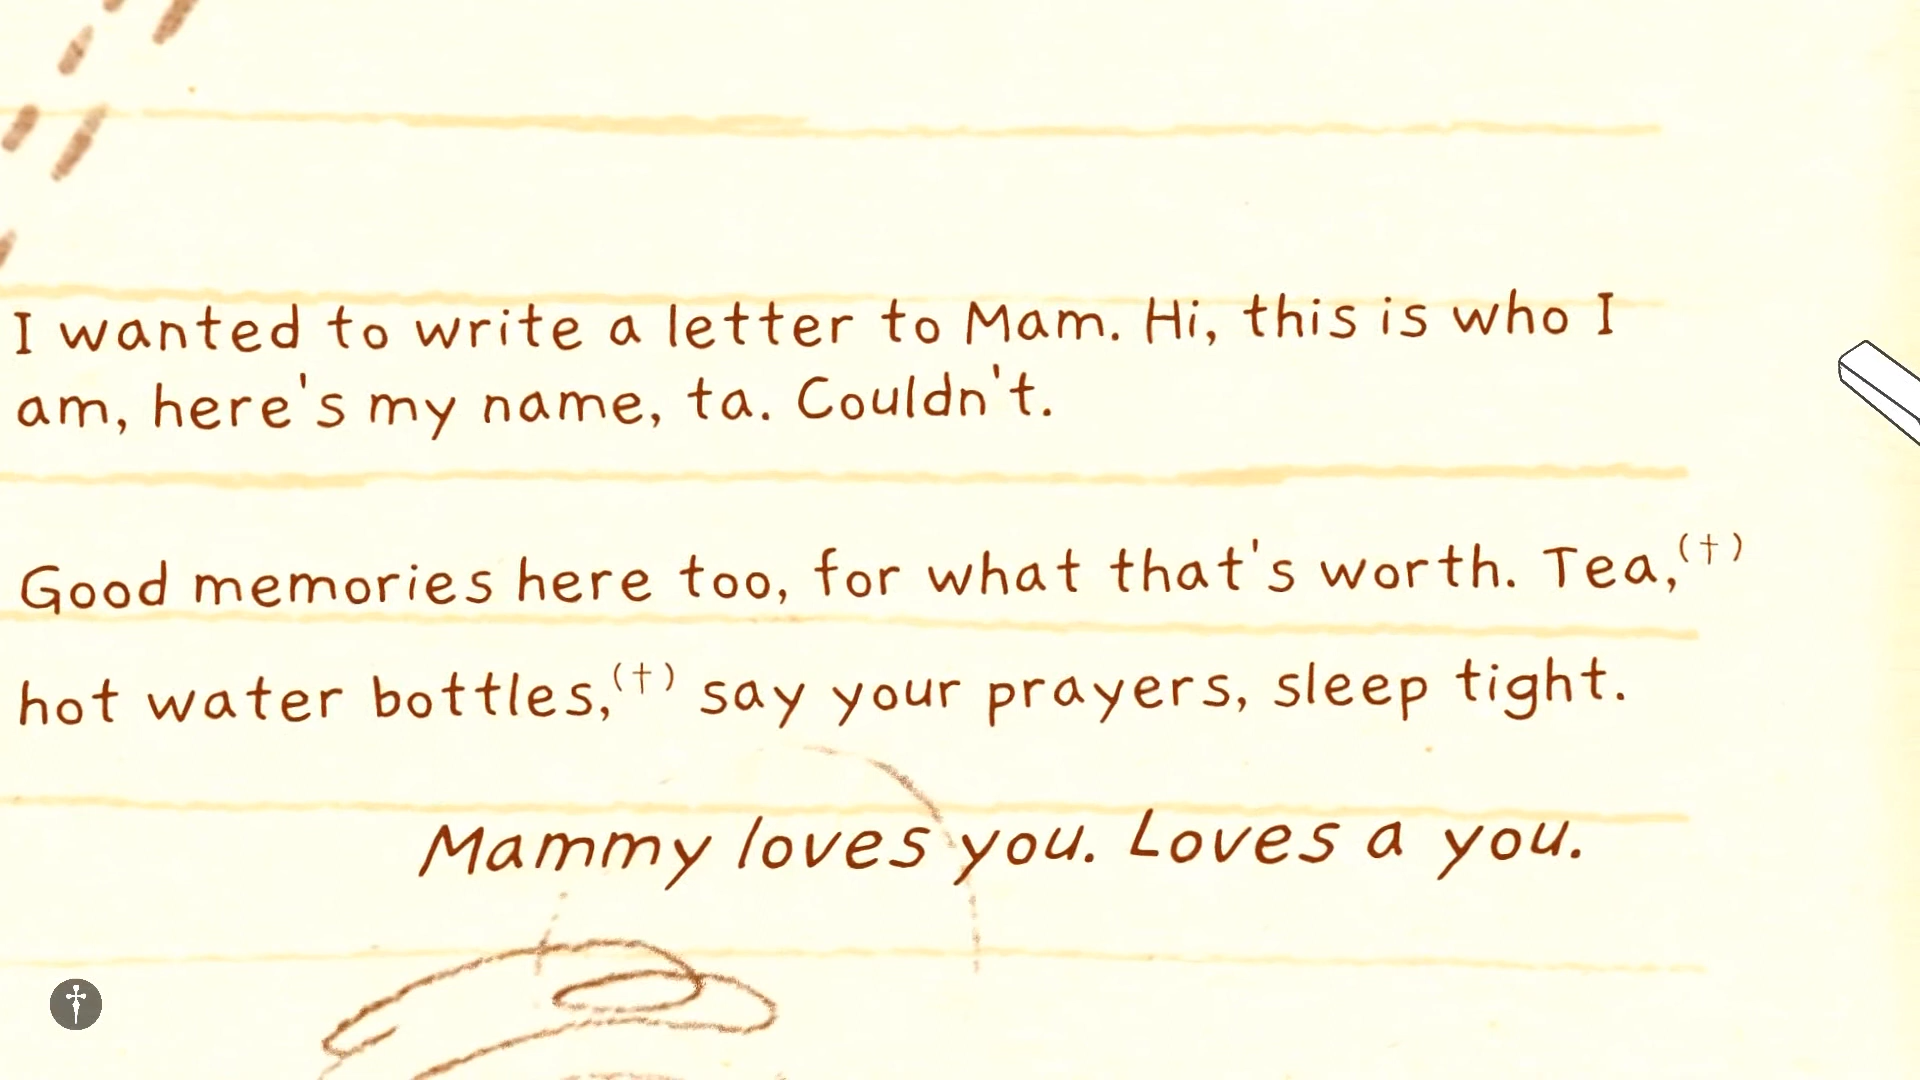 I wanted to write a letter to Mam. Hi, this is who I
am, here's my name, ta. Couldn't.
Good memories here too, for what that's worth. Tea,(†)
hot water bottles,(†) say your prayers, sleep tight.
Mammy loves you. Loves a you.